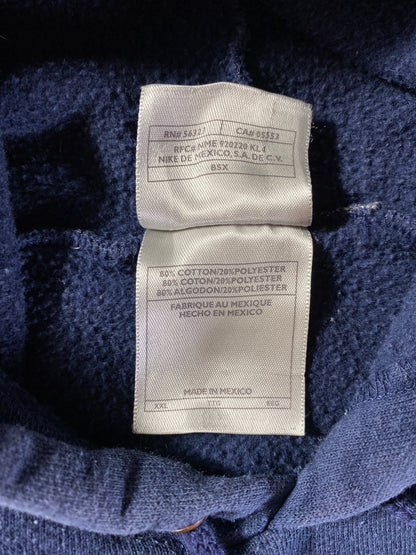 RN# 56323 CA# 05553
RFC# NME 920220 KL4
NIKE DE MEXICO, S.A. DE C.V.
BSX
80% COTTON/20% POLYESTER
80% COTON/20% POLYESTER
80% ALGODON/20% POLIESTER
FABRIQUE AU MEXIQUE
HECHO EN MEXICO
MADE IN MEXICO
XXL TTG EEG